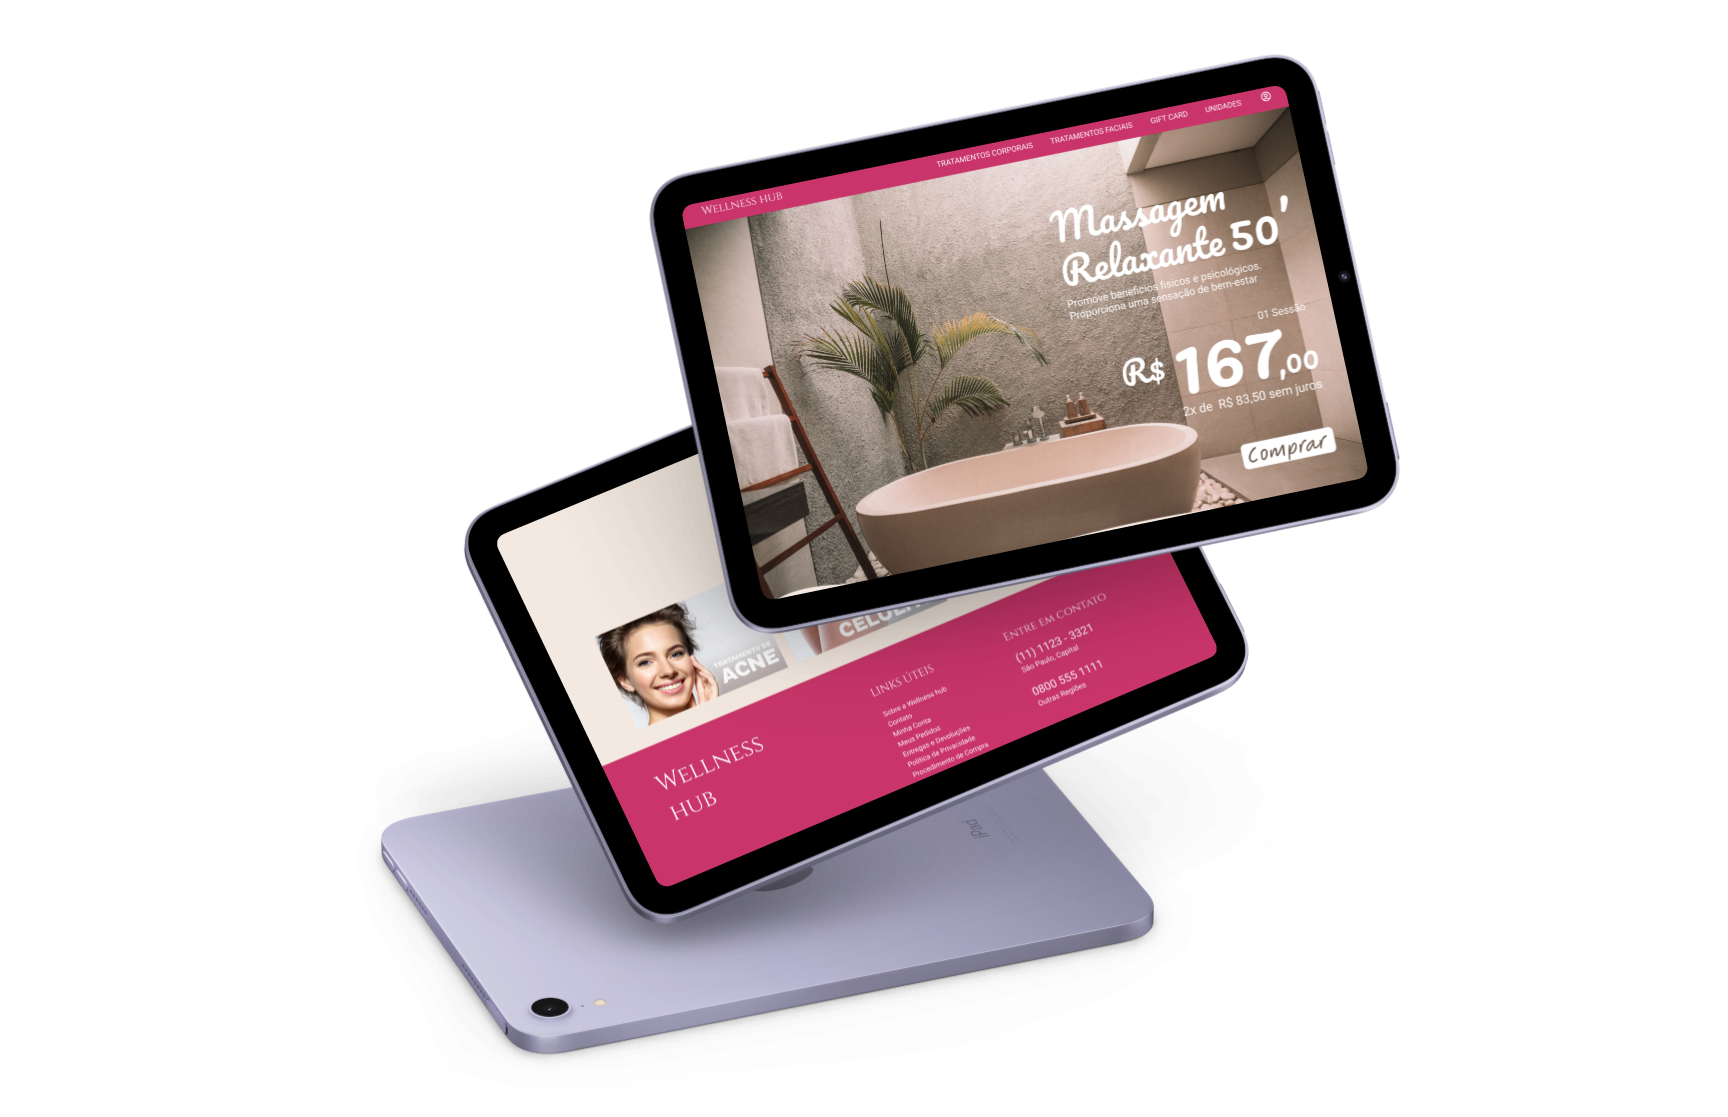 WELLNESS HUB
TRATAMENTOS CORPORAIS
TRATAMENTOS FACIAIS
GIFT CARD
UNIDADES
Massagem
Relaxante 50'
Promove benefícios físicos e psicológicos.
Proporciona uma sensação de bem-estar
01 Sessão
R$ 167,00
2x de R$ 83,50 sem juros
Comprar
TRATAMENTO DE
ACNE
WELLNESS
HUB
LINKS ÚTEIS
Sobre a Wellness hub
Contato
Minha Conta
Meus Pedidos
Entregas e Devoluções
Política de Privacidade
Procedimento de Compra
ENTRE EM CONTATO
(11) 1123 - 3321
São Paulo, Capital
0800 555 1111
Outras Regiões
iPad